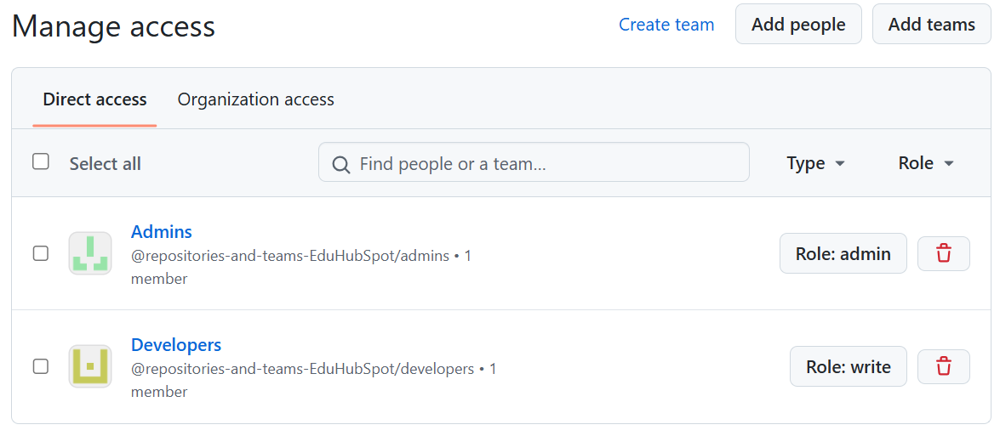 Manage access
Create team
Add people
Add teams
Direct access
Organization access
Select all
Find people or a team...
Type
Role
Admins
@repositories-and-teams-EduHubSpot/admins • 1
member
Role: admin
Developers
@repositories-and-teams-EduHubSpot/developers • 1
member
Role: write